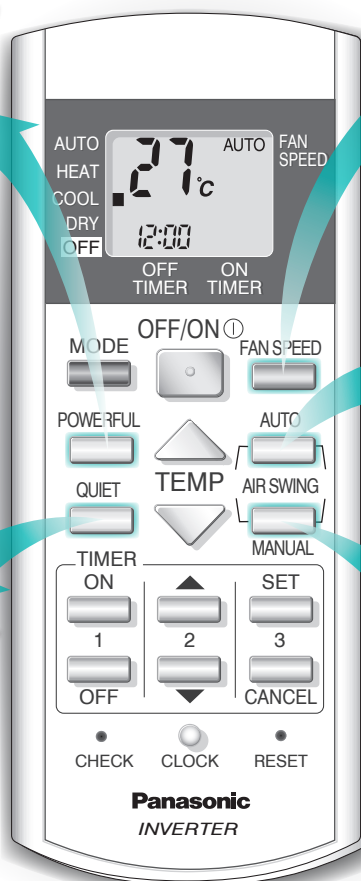 AUTO
HEAT
COOL
DRY
OFF
27°C
AUTO
FAN
SPEED
12:00
OFF
TIMER
ON
TIMER
OFF/ON
MODE
FAN SPEED
POWERFUL
AUTO
TEMP
QUIET
AIR SWING
MANUAL
TIMER
ON
SET
1 2 3
OFF
CANCEL
CHECK CLOCK RESET
Panasonic
INVERTER